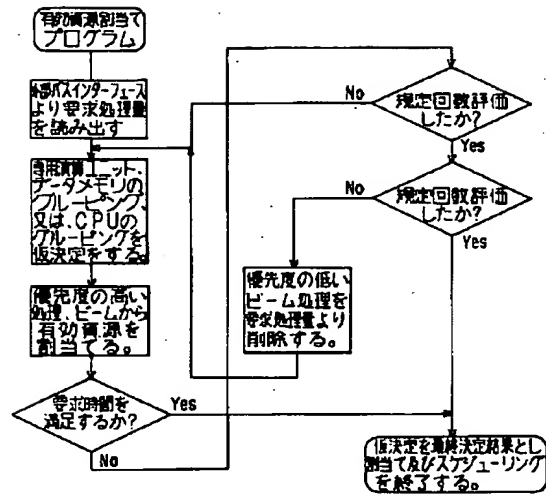 有効資源割当て
プログラム
外部バスインターフェース
より要求処理量
を読み出す
専用演算ユニット、
データメモリの
グルーピング、
又は、CPUの
グルーピングを
仮決定をする。
優先度の高い
処理、ビームから
有効資源を
割当てる。
要求時間を
満足するか?
Yes
No
規定回数評価
したか?
No
Yes
規定回数評価
したか?
No
Yes
優先度の低い
ビーム処理を
要求処理量より
削除する。
仮決定を最終決定結果とし
割当て及びスケジューリング
を終了する。